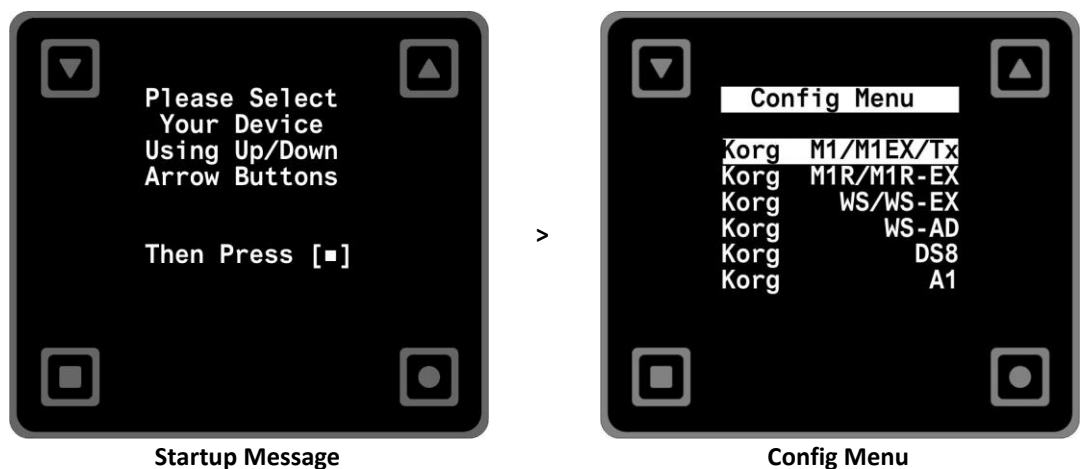 Please Select
Your Device
Using Up/Down
Arrow Buttons
Then Press [■]
Startup Message
>
Config Menu
Korg M1/M1EX/Tx
Korg M1R/M1R-EX
Korg WS/WS-EX
Korg WS-AD
Korg DS8
Korg A1
Config Menu